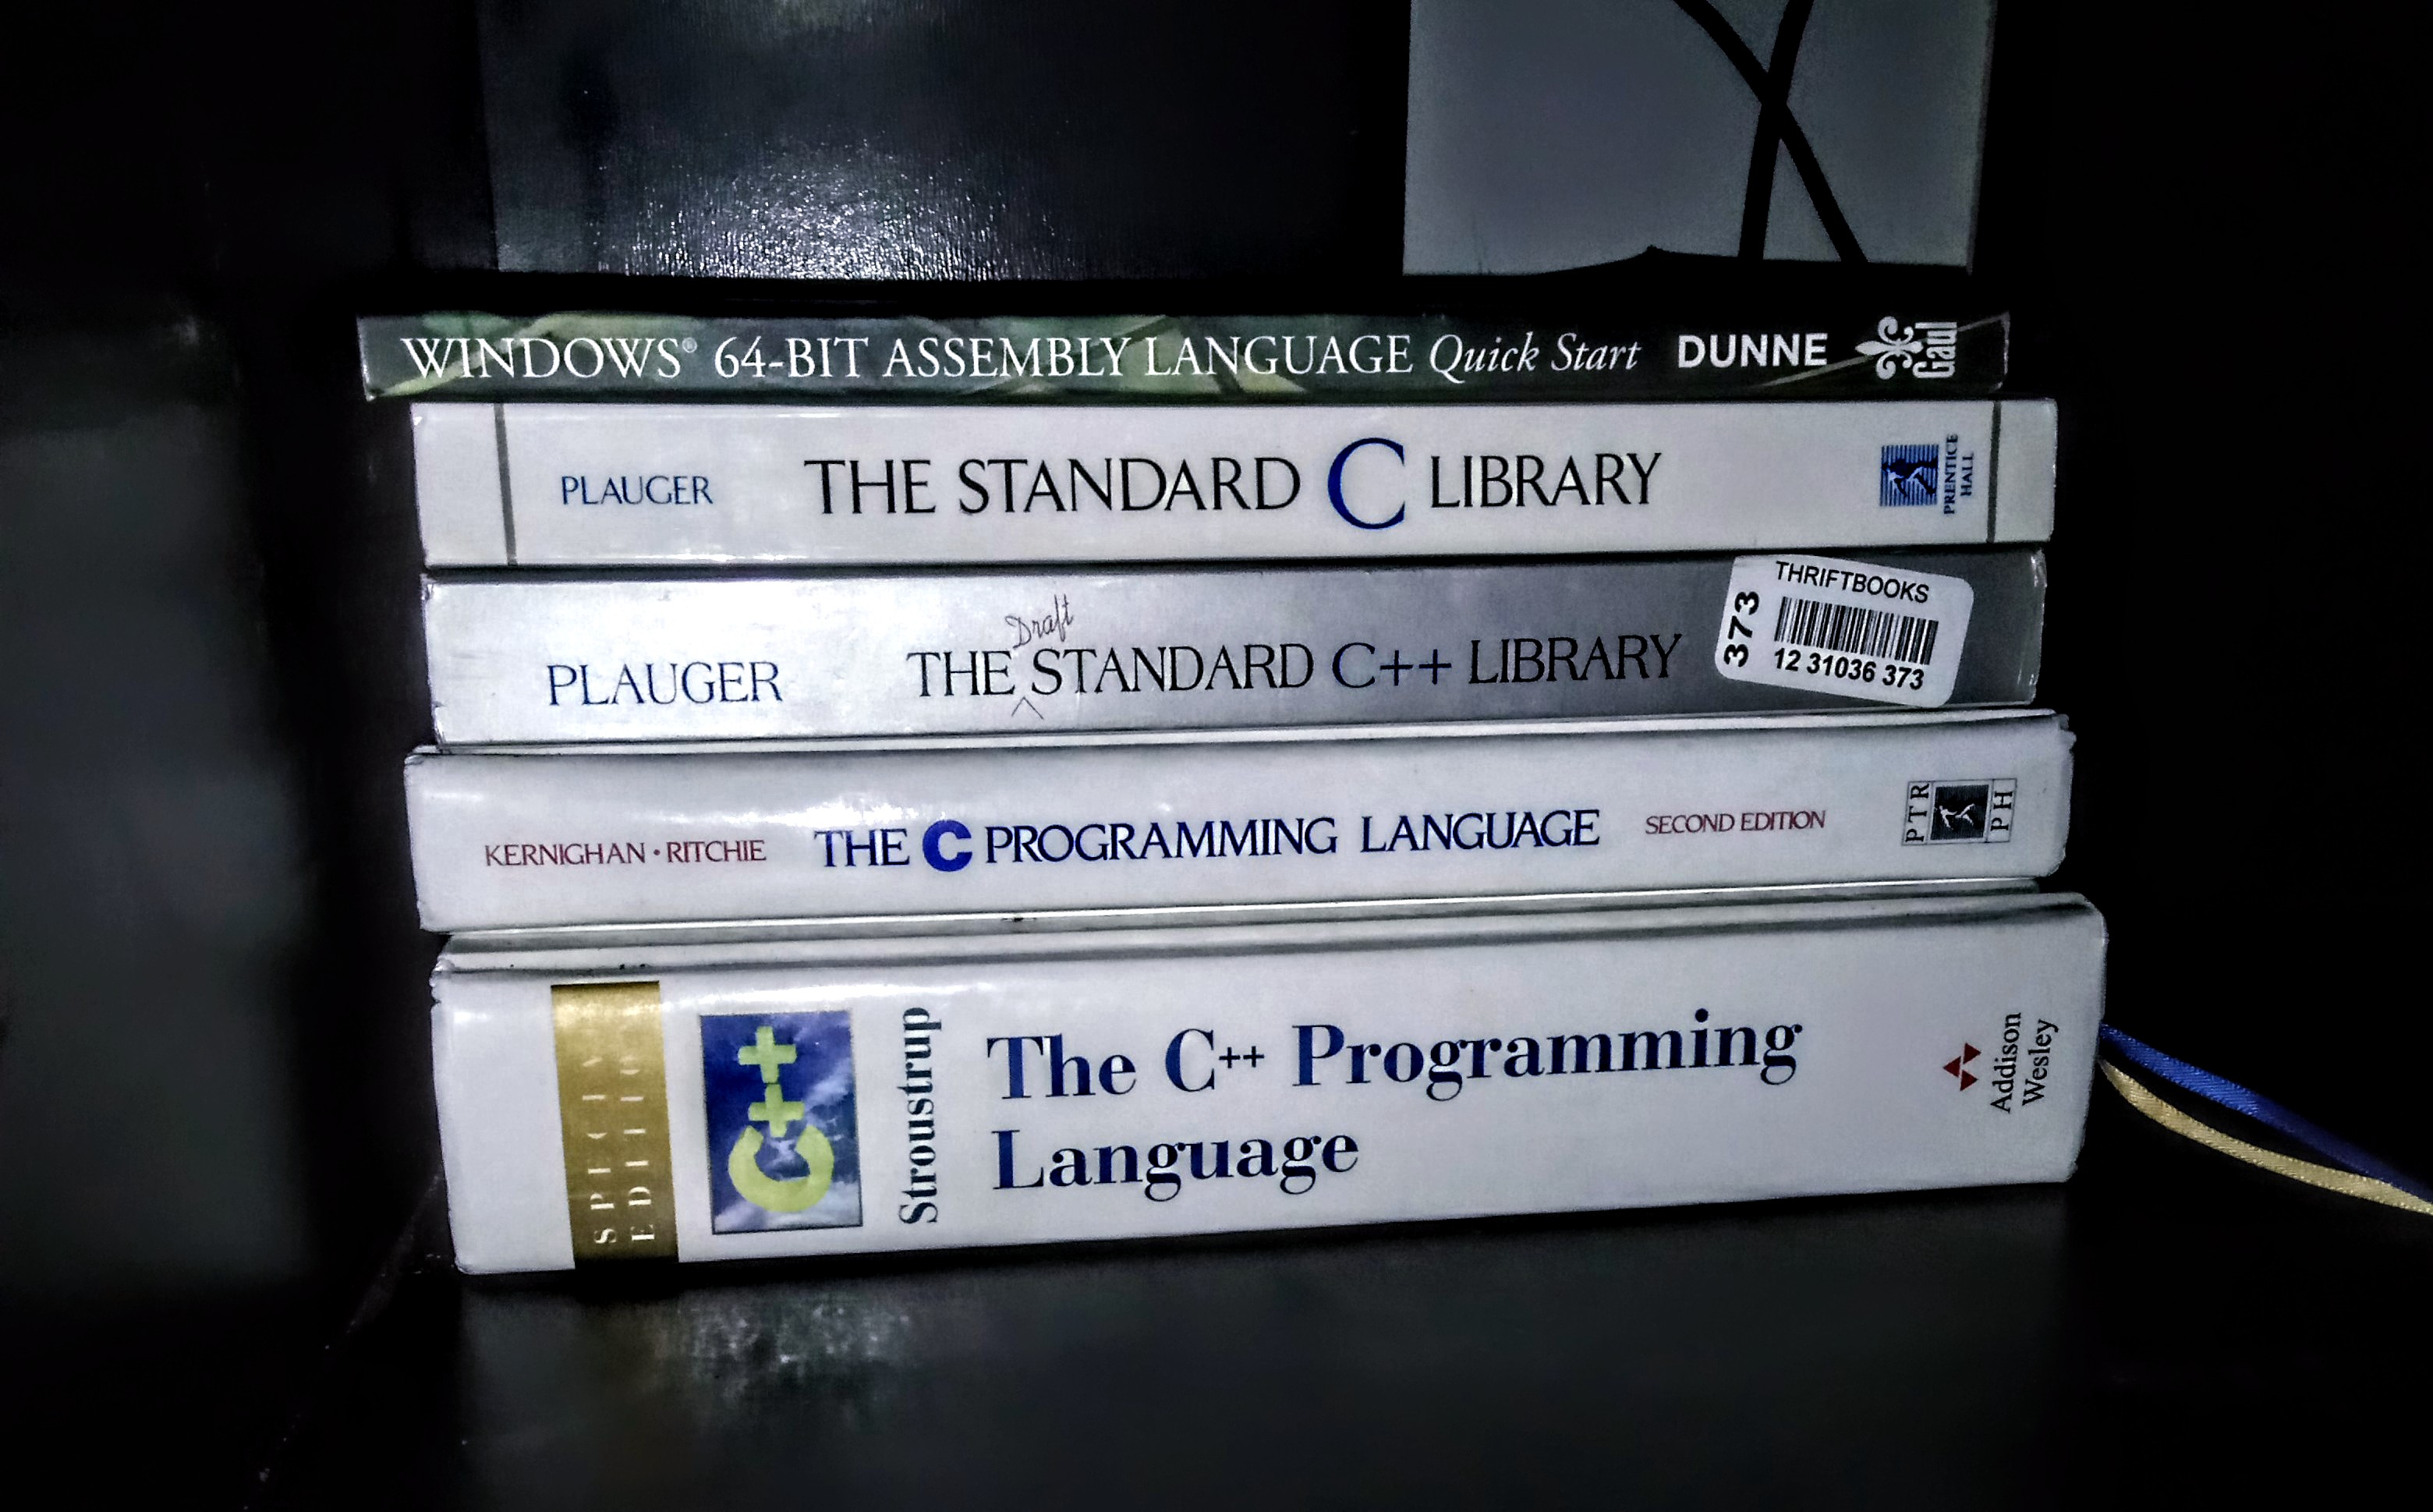 WINDOWS® 64-BIT ASSEMBLY LANGUAGE Quick Start DUNNE Gaul
PLAUGER THE STANDARD C LIBRARY PRENTICE
HALL
THRIFTBOOKS
373
12 31036 373
Draft
PLAUGER THE ^ STANDARD C++ LIBRARY
KERNIGHAN • RITCHIE THE C PROGRAMMING LANGUAGE SECOND EDITION PTR PH
SPECIAL
EDITION
C++
Stroustrup
The C++ Programming
Language
Addison
Wesley